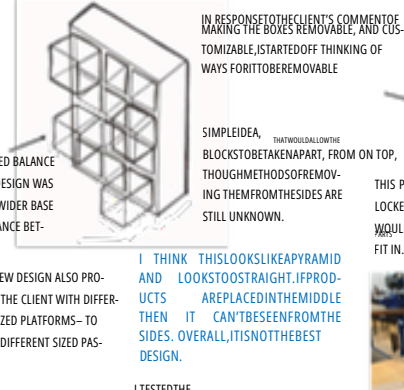 IN RESPONSETOTHECLIENT'S COMMENTOF
MAKING THE BOXES REMOVABLE, AND CUS-
TOMIZABLE,ISTARTEDOFF THINKING OF
WAYS FORITTOBEREMOVABLE
SIMPLEIDEA,
THATWOULDALLOWTHE
BLOCKSTOBETAKENAPART, FROM ON TOP,
THOUGHMETHODSOFREMOV-
ING THEMFROMTHESIDES ARE
STILL UNKNOWN.
ED BALANCE
ESIGN WAS
WIDER BASE
ANCE BET-
THIS P
LOCKE
WOUL
PARTS
FIT IN.
EW DESIGN ALSO PRO-
THE CLIENT WITH DIFFER-
ZED PLATFORMS– TO
DIFFERENT SIZED PAS-
I THINK THISLOOKSLIKEAPYRAMID
AND LOOKSTOOSTRAIGHT.IFPROD-
UCTS AREPLACEDINTHEMIDDLE
THEN IT CAN'TBESEENFROMTHE
SIDES. OVERALL,ITISNOTTHEBEST
DESIGN.
I TESTEDTHE